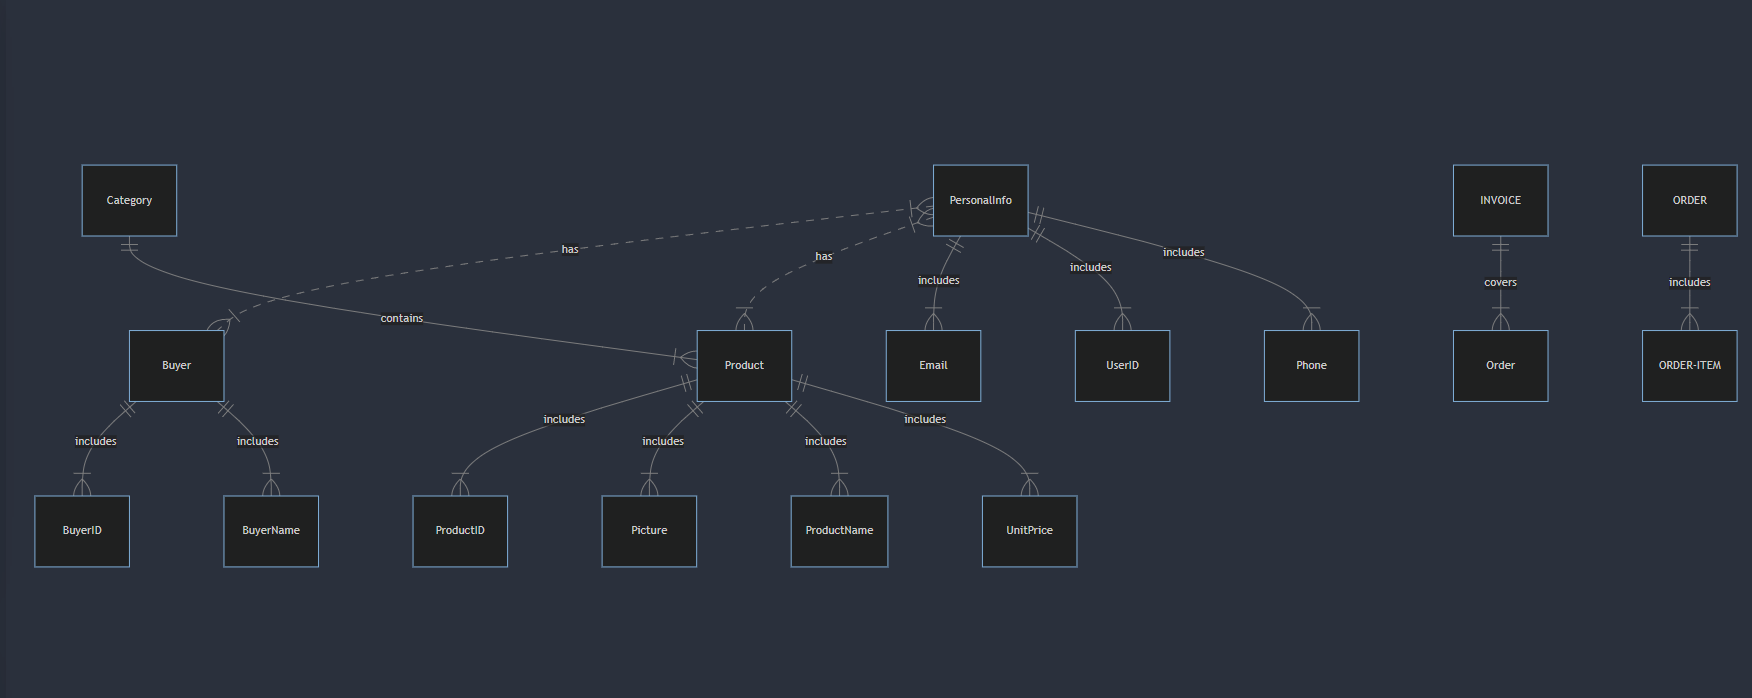 Category
PersonalInfo
INVOICE
ORDER
has
has
includes
includes
includes
covers
includes
contains
Buyer
Product
Email
UserID
Phone
Order
ORDER-ITEM
includes
includes
includes
includes
includes
includes
BuyerID
BuyerName
ProductID
Picture
ProductName
UnitPrice